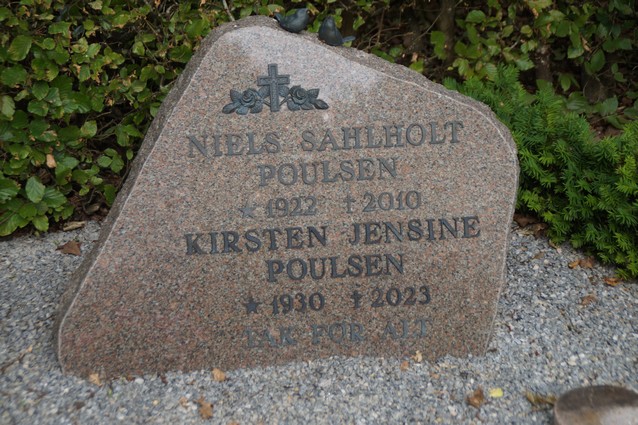 NIELS SAHLHOLT
POULSEN
★1922 †2010
KIRSTEN JENSINE
POULSEN
★1930 †2023
TAK FOR ALT